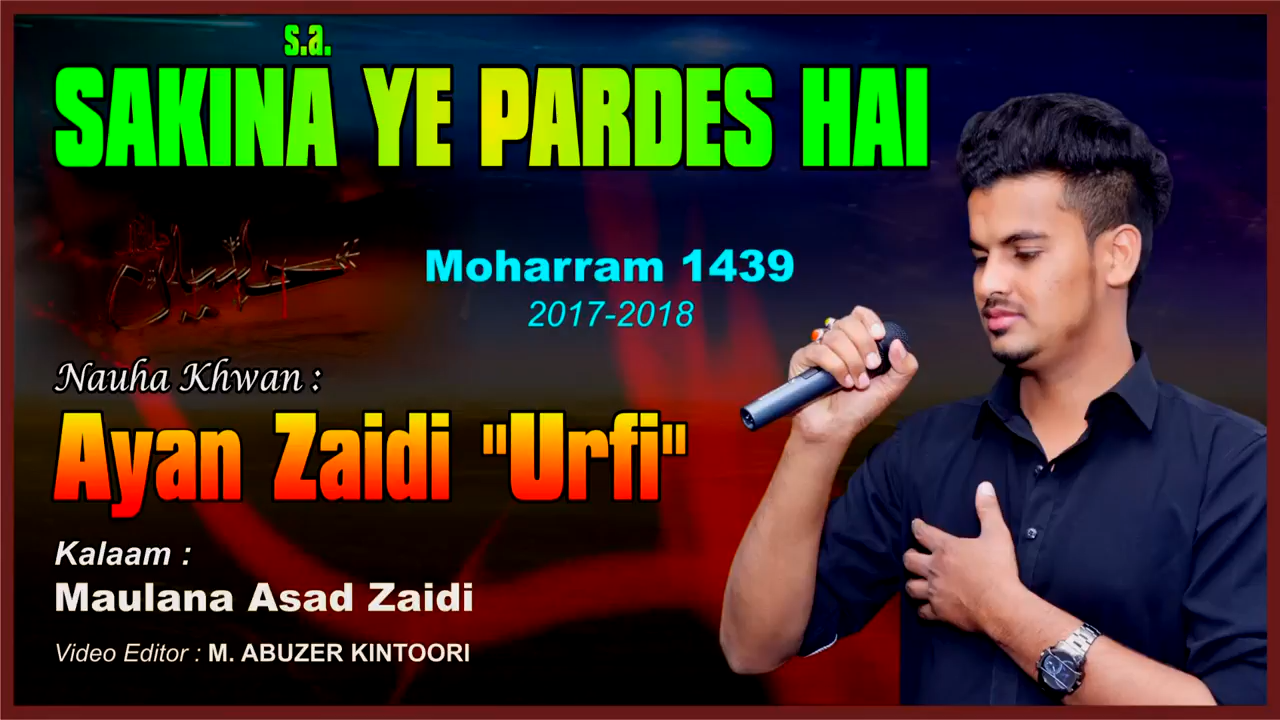 s.a.
SAKINA YE PARDES HAI
حسین
Moharram 1439
2017-2018
Nauha Khwan :
Ayan Zaidi "Urfi"
Kalaam :
Maulana Asad Zaidi
Video Editor : M. ABUZER KINTOORI